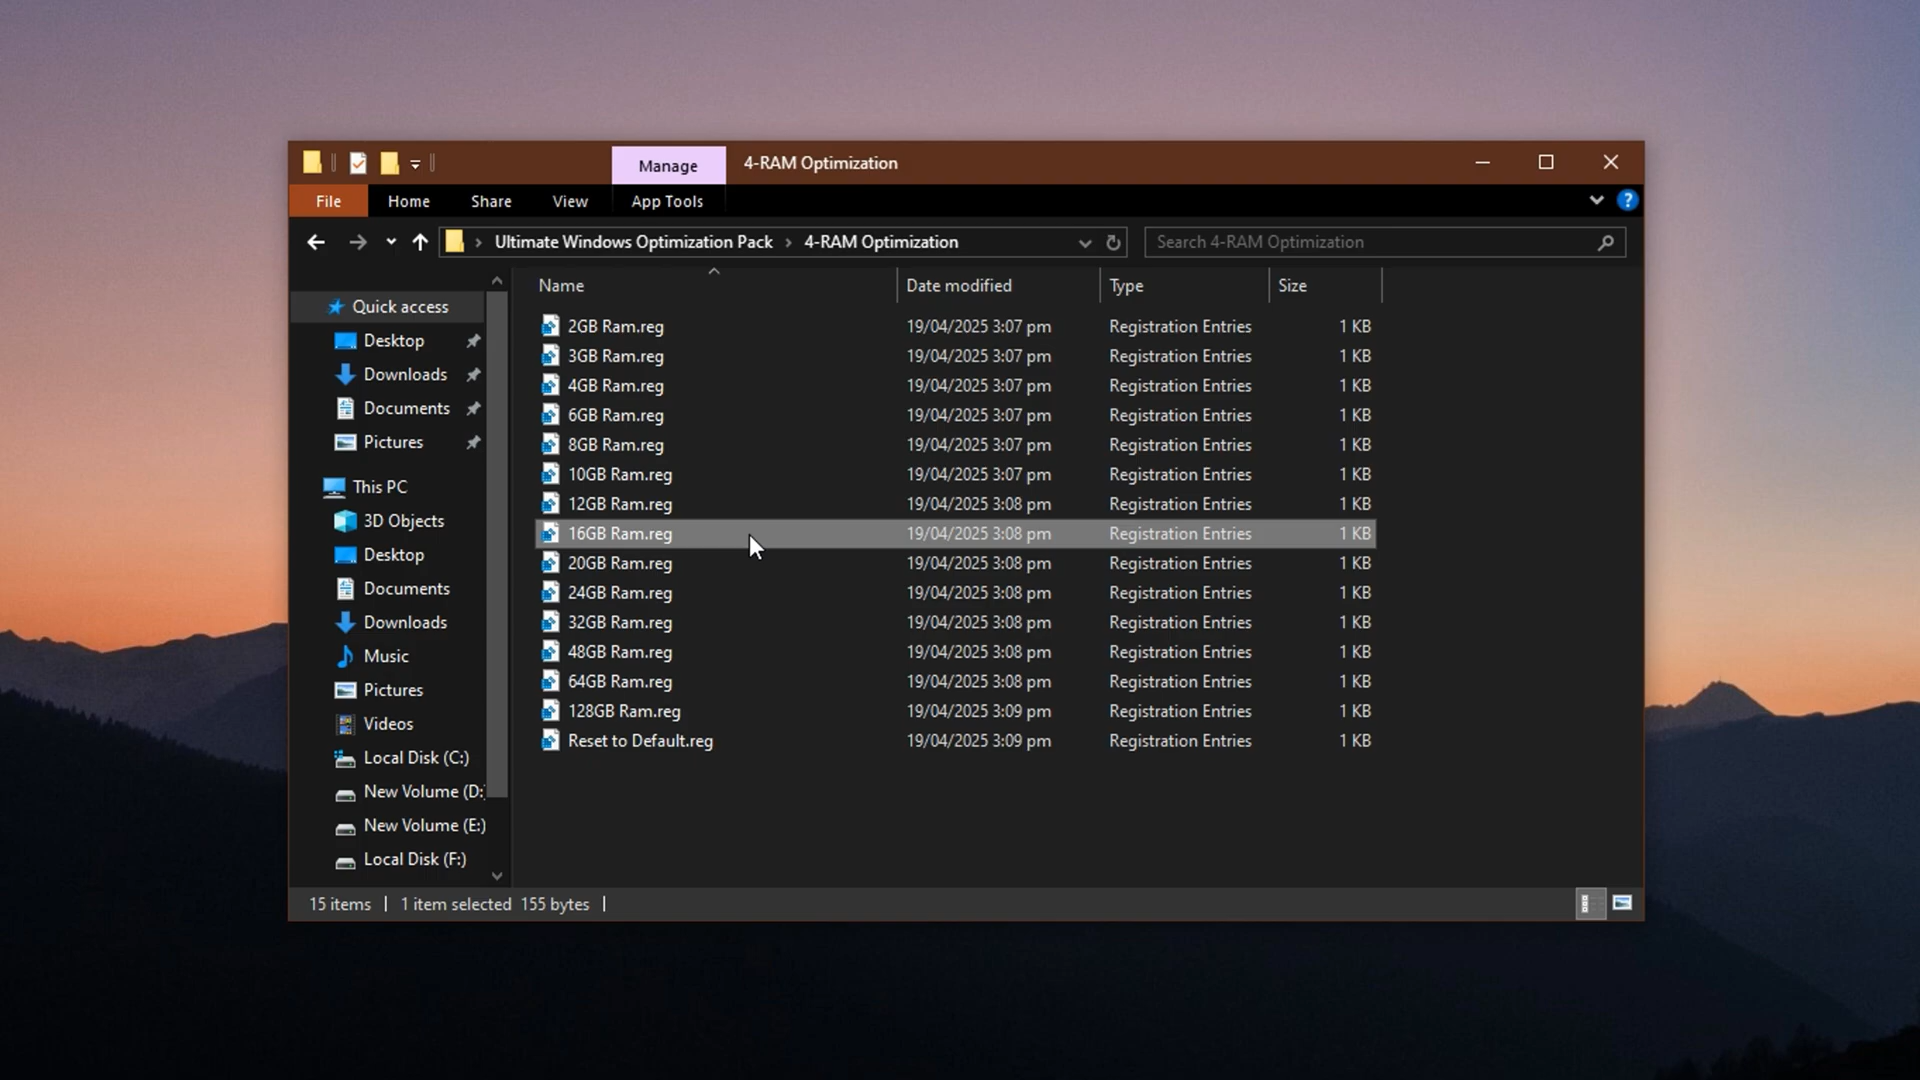 Manage
4-RAM Optimization
File
Home
Share
View
App Tools
?
Ultimate Windows Optimization Pack › 4-RAM Optimization
Search 4-RAM Optimization
Name
Date modified
Type
Size
Quick access
Desktop
Downloads
Documents
Pictures
This PC
3D Objects
Desktop
Documents
Downloads
Music
Pictures
Videos
Local Disk (C:)
New Volume (D:)
New Volume (E:)
Local Disk (F:)
2GB Ram.reg 19/04/2025 3:07 pm Registration Entries 1 KB
3GB Ram.reg 19/04/2025 3:07 pm Registration Entries 1 KB
4GB Ram.reg 19/04/2025 3:07 pm Registration Entries 1 KB
6GB Ram.reg 19/04/2025 3:07 pm Registration Entries 1 KB
8GB Ram.reg 19/04/2025 3:07 pm Registration Entries 1 KB
10GB Ram.reg 19/04/2025 3:07 pm Registration Entries 1 KB
12GB Ram.reg 19/04/2025 3:08 pm Registration Entries 1 KB
16GB Ram.reg 19/04/2025 3:08 pm Registration Entries 1 KB
20GB Ram.reg 19/04/2025 3:08 pm Registration Entries 1 KB
24GB Ram.reg 19/04/2025 3:08 pm Registration Entries 1 KB
32GB Ram.reg 19/04/2025 3:08 pm Registration Entries 1 KB
48GB Ram.reg 19/04/2025 3:08 pm Registration Entries 1 KB
64GB Ram.reg 19/04/2025 3:08 pm Registration Entries 1 KB
128GB Ram.reg 19/04/2025 3:09 pm Registration Entries 1 KB
Reset to Default.reg 19/04/2025 3:09 pm Registration Entries 1 KB
15 items | 1 item selected 155 bytes |